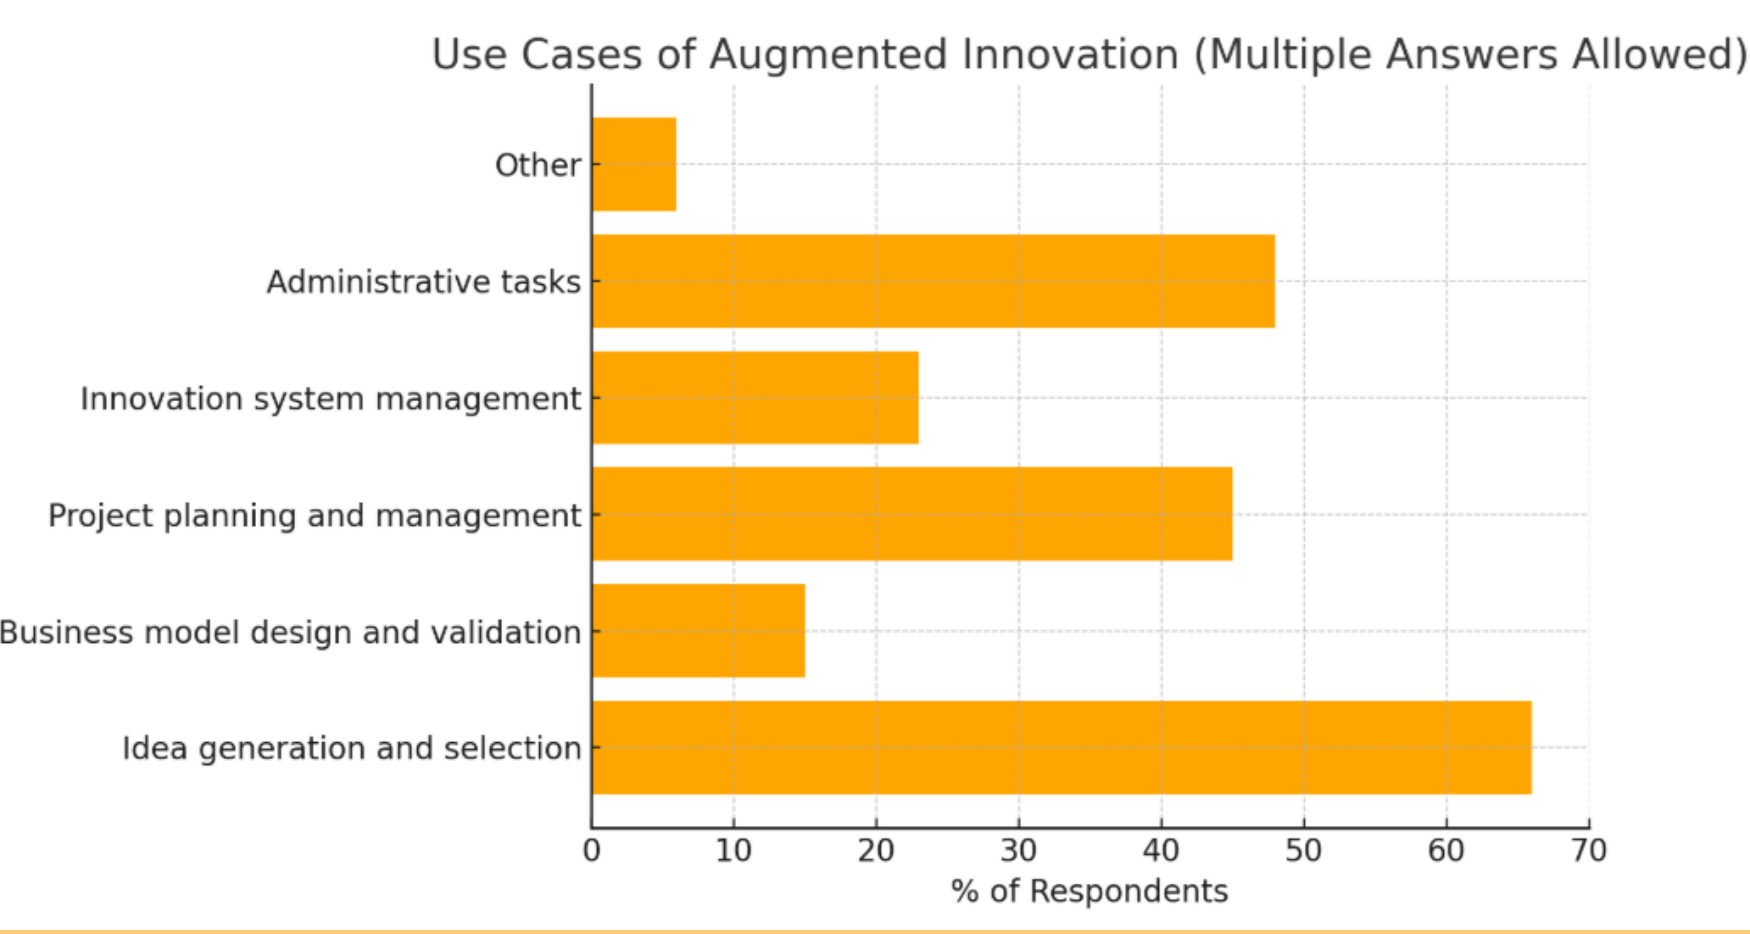 Use Cases of Augmented Innovation (Multiple Answers Allowed)
Other
Administrative tasks
Innovation system management
Project planning and management
Business model design and validation
Idea generation and selection
0 10 20 30 40 50 60 70
% of Respondents